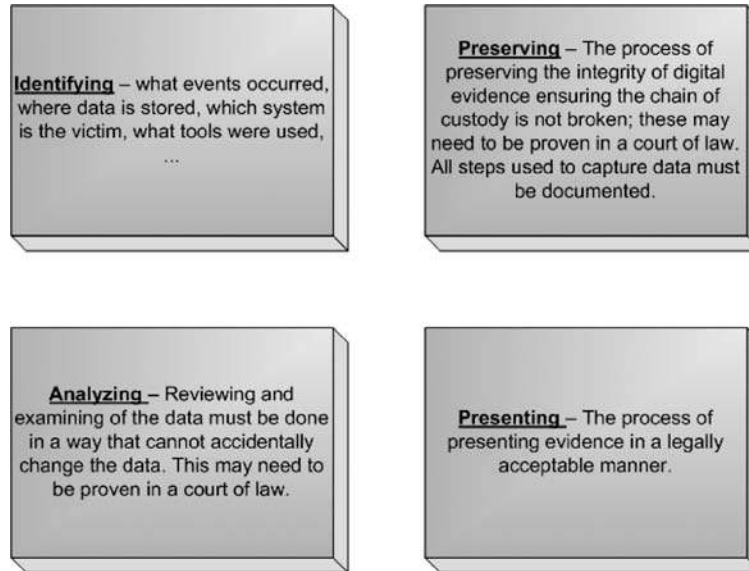 Identifying – what events occurred,
where data is stored, which system
is the victim, what tools were used,
...
Preserving – The process of
preserving the integrity of digital
evidence ensuring the chain of
custody is not broken; these may
need to be proven in a court of law.
All steps used to capture data must
be documented.
Analyzing – Reviewing and
examining of the data must be done
in a way that cannot accidentally
change the data. This may need to
be proven in a court of law.
Presenting – The process of
presenting evidence in a legally
acceptable manner.